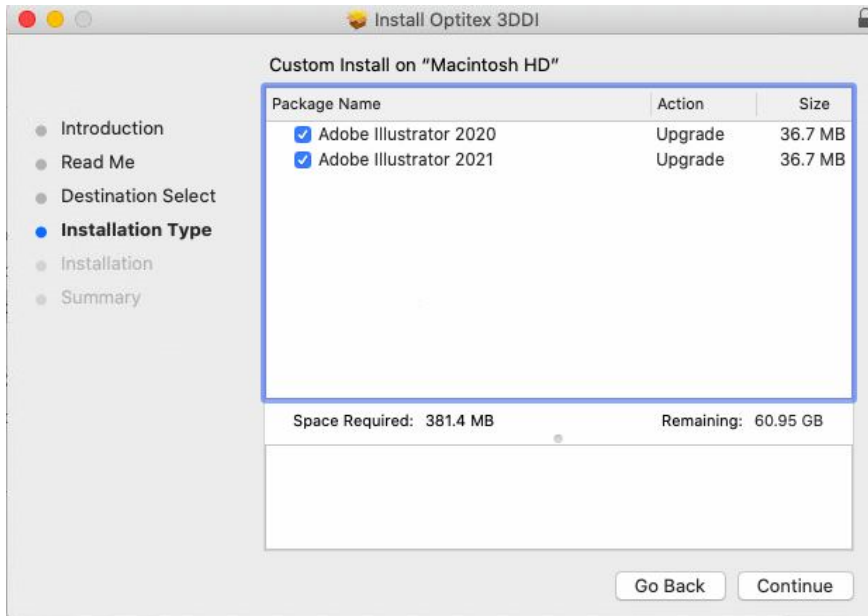 Install Optitex 3DDI
Custom Install on “Macintosh HD”
Introduction
Read Me
Destination Select
Installation Type
Installation
Summary
Package Name Action Size
Adobe Illustrator 2020 Upgrade 36.7 MB
Adobe Illustrator 2021 Upgrade 36.7 MB
Space Required: 381.4 MB Remaining: 60.95 GB
Go Back Continue